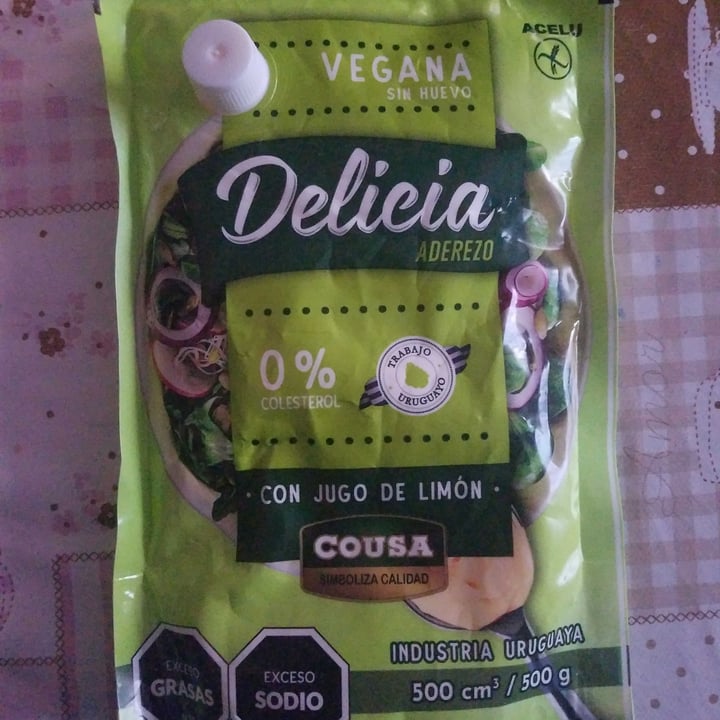 ACELU
VEGANA
SIN HUEVO
Delicia
ADEREZO
0 %
COLESTEROL
TRABAJO
URUGUAYO
· CON JUGO DE LIMÓN ·
COUSA
SIMBOLIZA CALIDAD
INDUSTRIA URUGUAYA
500 cm³ / 500 g
EXCESO
GRASAS
EXCESO
SODIO
Amor